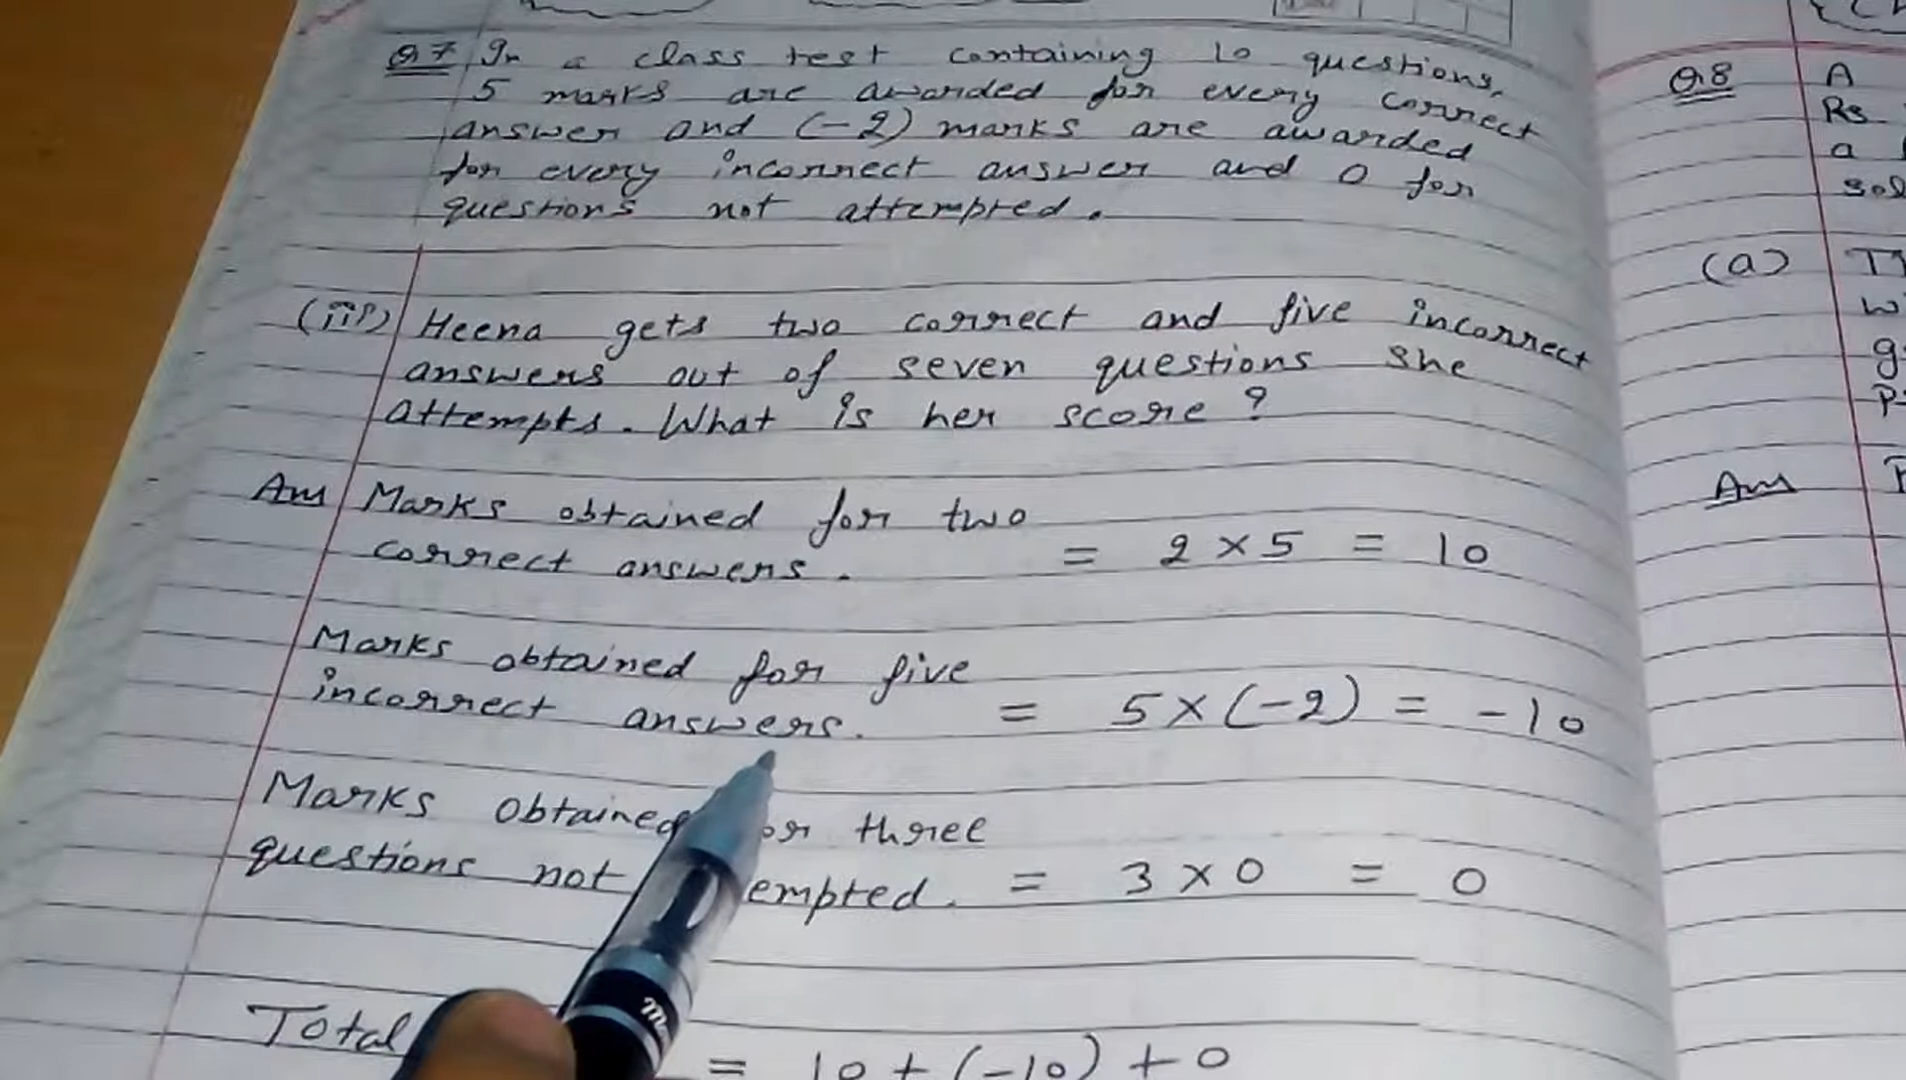 Q7 In a class test containing 10 questions,
5 marks are awarded for every correct
answer and (-2) marks are awarded
for every incorrect answer and 0 for
questions not attempted.
(iii) Heena gets two correct and five incorrect
answers out of seven questions she
attempts. What is her score?
Ans Marks obtained for two
correct answers. = 2 × 5 = 10
Marks obtained for five
incorrect answers. = 5 × (-2) = -10
Marks obtained for three
questions not empted. = 3 × 0 = 0
Total
= 10 + (-10) + 0
Q.8 A
Rs
a
sol
(a)
w
g
P
Ans